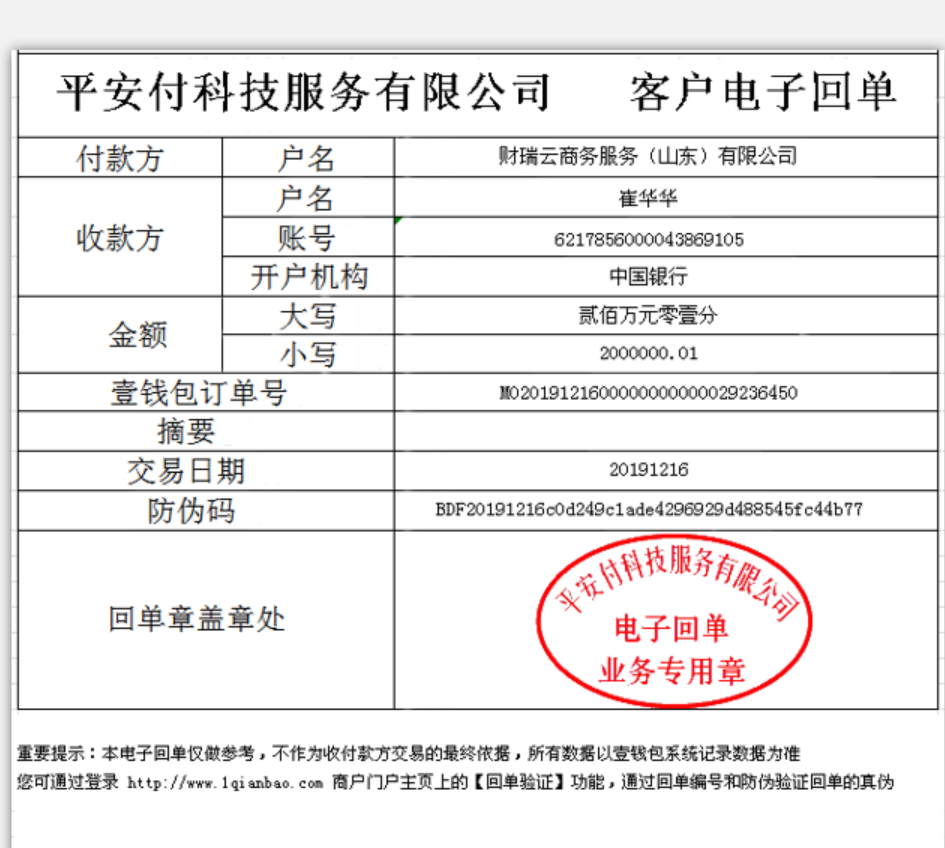 平安付科技服务有限公司 客户电子回单
付款方 户名 财瑞云商务服务（山东）有限公司
收款方 户名 崔华华
账号 6217856000043869105
开户机构 中国银行
金额 大写 贰佰万元零壹分
小写 2000000.01
壹钱包订单号 MO2019121600000000000029236450
摘要
交易日期 20191216
防伪码 BDF20191216c0d249c1ade4296929d488545fc44b77
回单章盖章处
平安付科技服务有限公司
电子回单
业务专用章
重要提示：本电子回单仅做参考，不作为收付款方交易的最终依据，所有数据以壹钱包系统记录数据为准
您可通过登录 http://www.1qianbao.com 商户门户主页上的【回单验证】功能，通过回单编号和防伪验证回单的真伪